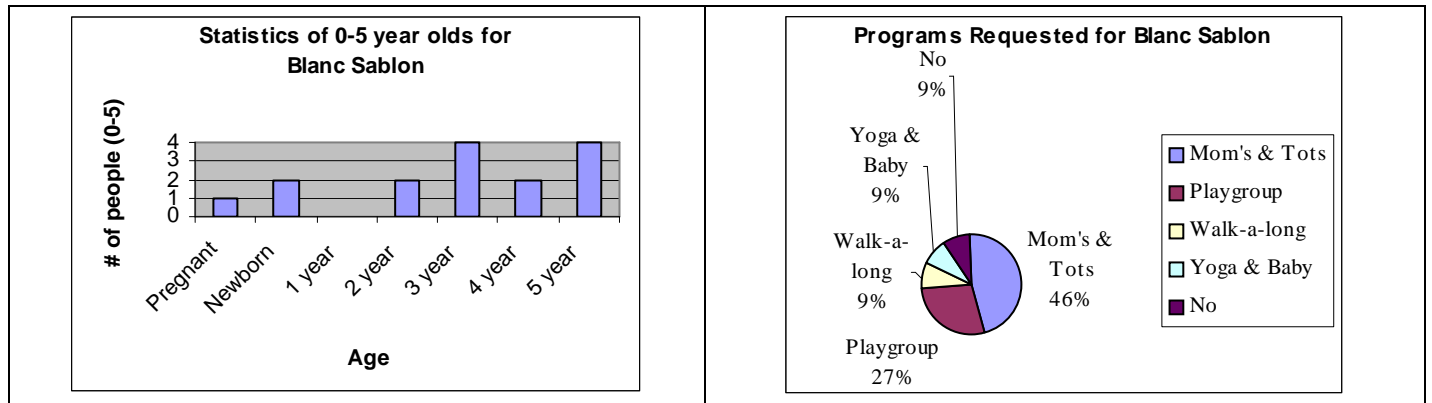 Statistics of 0-5 year olds for
Blanc Sablon
# of people (0-5)
4
3
2
1
0
Pregnant
Newborn
1 year
2 year
3 year
4 year
5 year
Age
Programs Requested for Blanc Sablon
No
9%
Yoga &
Baby
9%
Walk-a-
long
9%
Mom's &
Tots
46%
Playgroup
27%
Mom's & Tots
Playgroup
Walk-a-long
Yoga & Baby
No